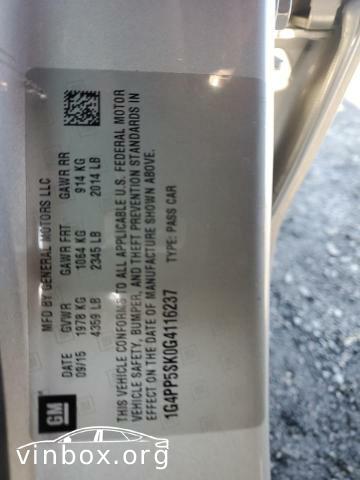 MFD BY GENERAL MOTORS LLC
DATE GVWR GAWR FRT GAWR RR
09/15 1978 KG 1064 KG 914 KG
4359 LB 2345 LB 2014 LB
THIS VEHICLE CONFORMS TO ALL APPLICABLE U.S. FEDERAL MOTOR
VEHICLE SAFETY, BUMPER, AND THEFT PREVENTION STANDARDS IN
EFFECT ON THE DATE OF MANUFACTURE SHOWN ABOVE.
1G4PP5SK0G4116237 TYPE: PASS CAR
GM
vinbox.org